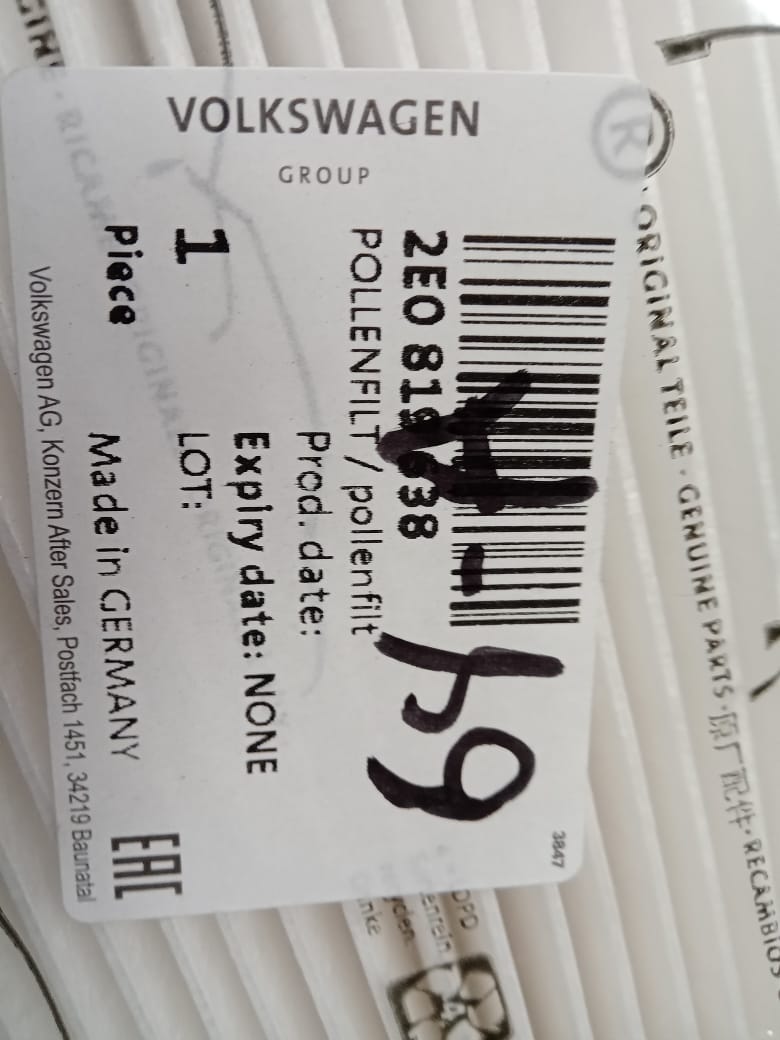 VOLKSWAGEN
GROUP
2E0 819 638
POLLENFILT / pollenfilt
Prod. date:
Expiry date: NONE
1
LOT:
Piece
Made in GERMANY
EAC
Volkswagen AG, Konzern After Sales, Postfach 1451, 34219 Baunatal
3847
R
· ORIGINAL TEILE · GENUINE PARTS · 原厂配件 · RECAMBIOS